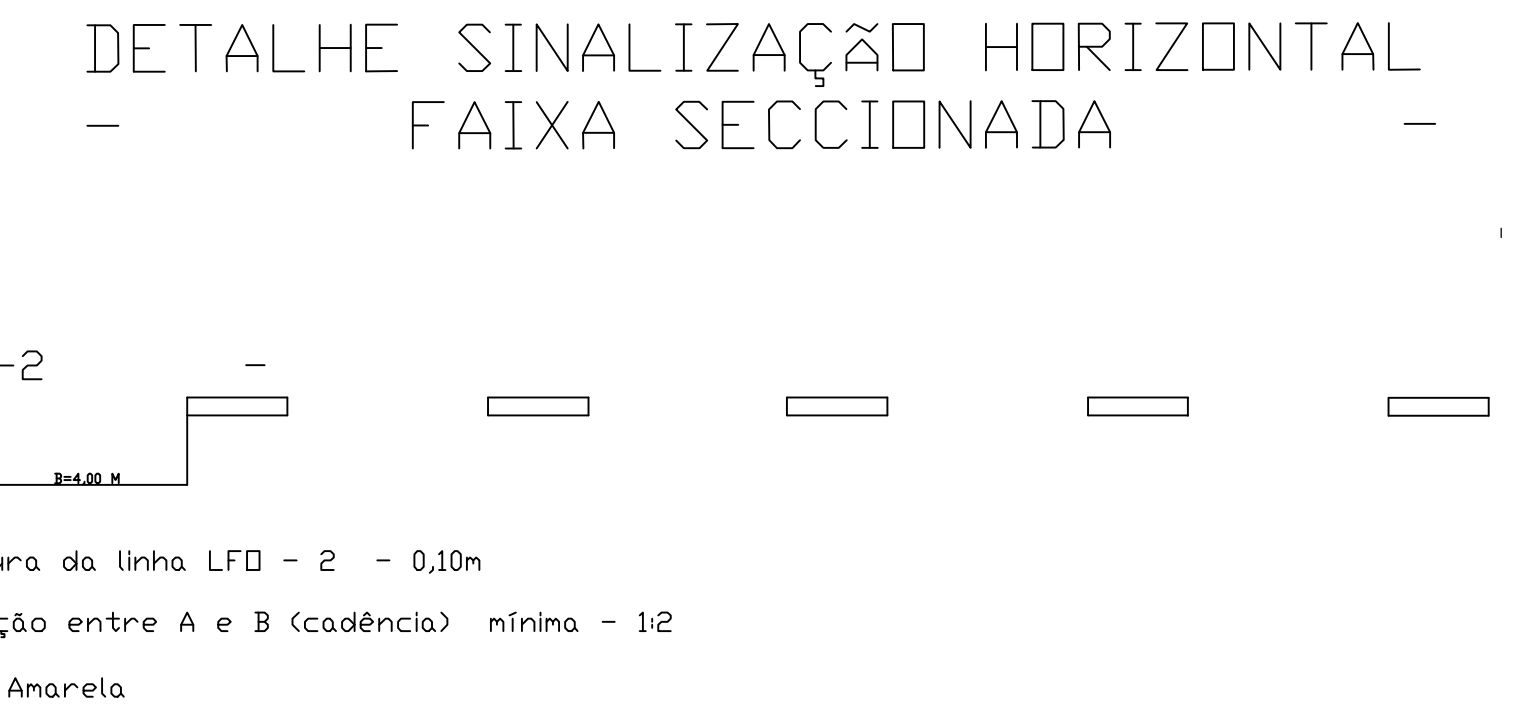 DETALHE SINALIZAÇÃO HORIZONTAL
- FAIXA SECCIONADA -
-2 -
B=4,00 M
da linha LFO - 2 - 0,10m
entre A e B (cadência) mínima - 1:2
Amarela